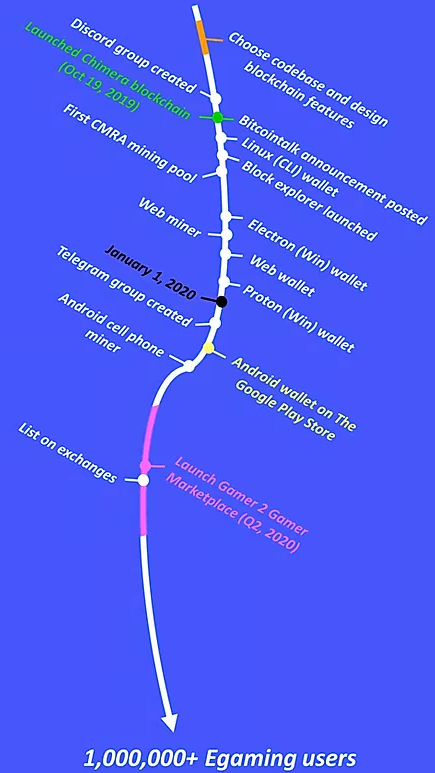 Choose codebase and design
blockchain features
Discord group created
Launched Chimera blockchain
(Oct 19, 2019)
Bitcointalk announcement posted
Linux (CLI) wallet
Block explorer launched
First CMRA mining pool
Electron (Win) wallet
Web miner
Web wallet
Proton (Win) wallet
January 1, 2020
Telegram group created
Android wallet on The
Google Play Store
Android cell phone
miner
Launch Gamer 2 Gamer
Marketplace (Q2, 2020)
List on exchanges
1,000,000+ Egaming users